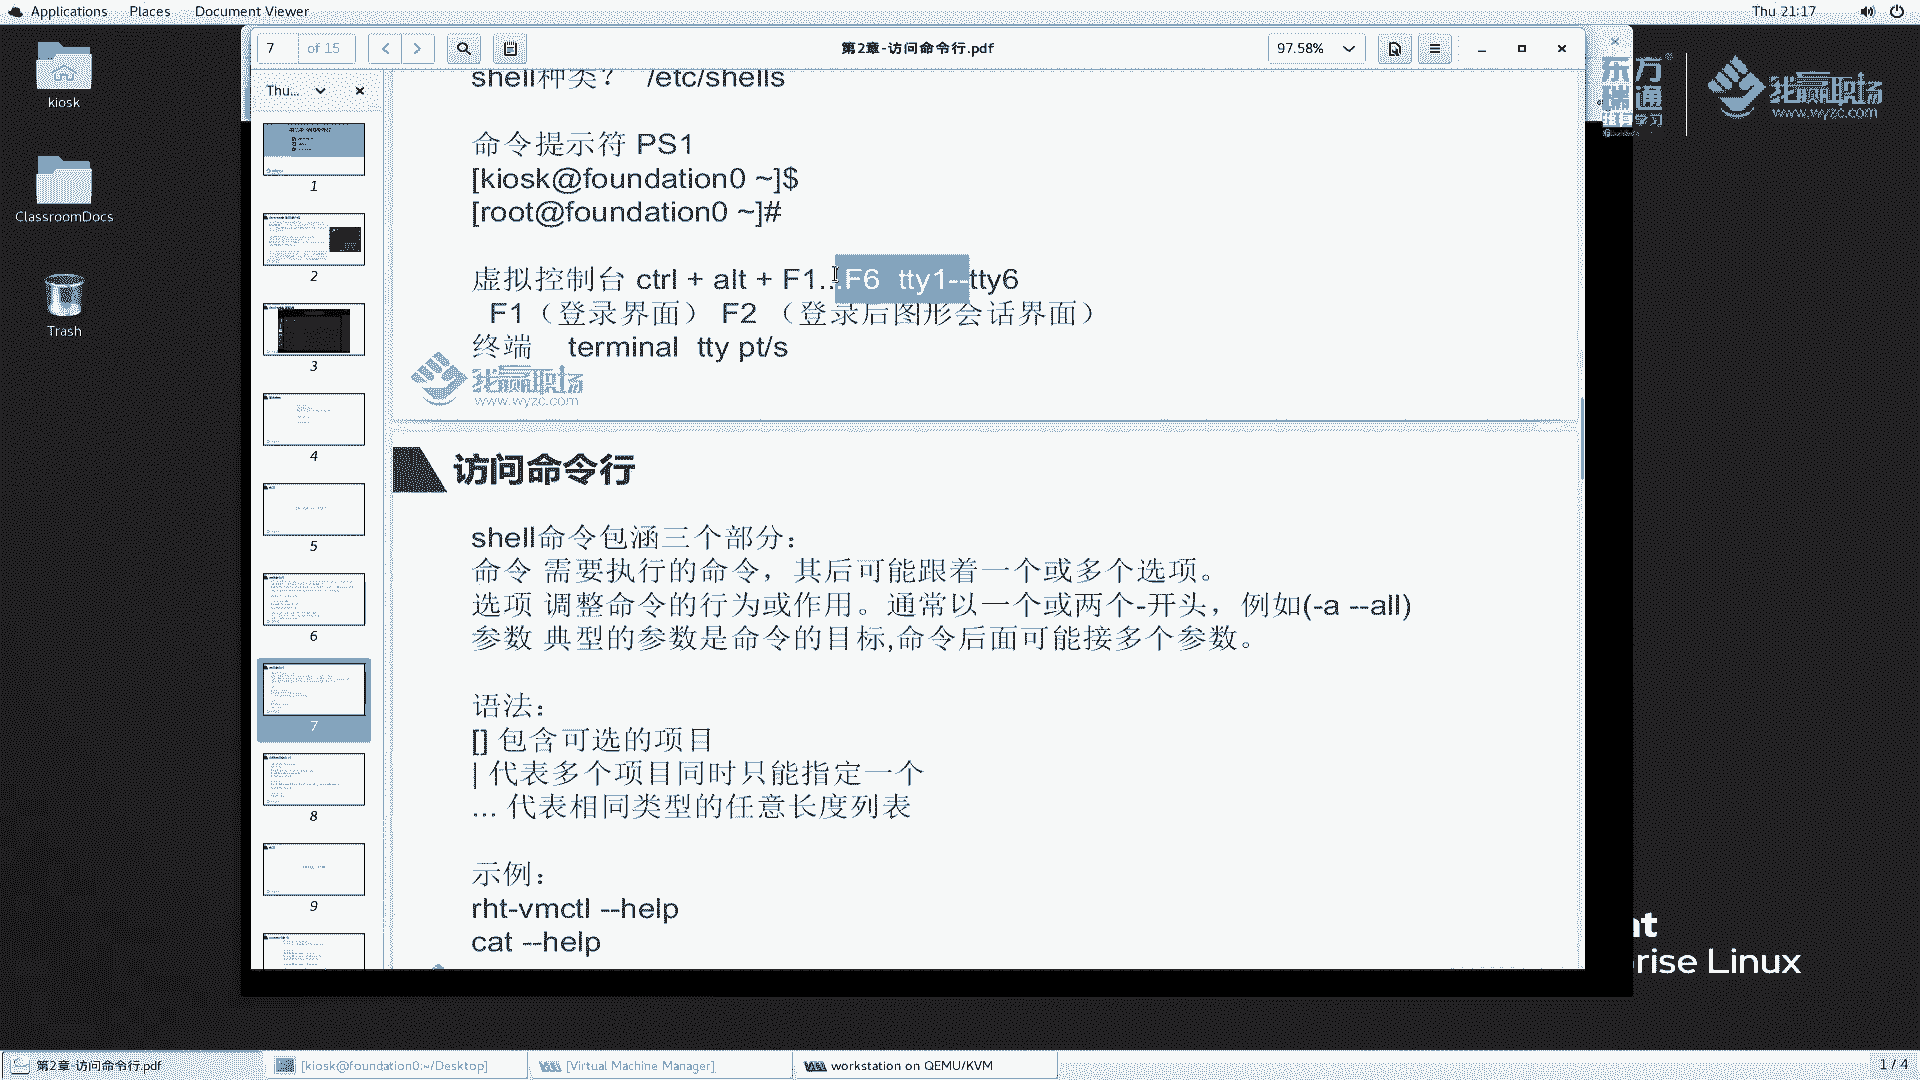 Applications Places Document Viewer Thu 21:17
7 of 15 第2章-访问命令行.pdf 97.58%
Thu...
kiosk
ClassroomDocs
Trash
1
2
3
4
5
6
7
8
9
shell种类? /etc/shells
命令提示符 PS1
[kiosk@foundation0 ~]$
[root@foundation0 ~]#
虚拟控制台 ctrl + alt + F1...F6 tty1--tty6
F1（登录界面） F2 （登录后图形会话界面）
终端 terminal tty pt/s
我赢职场
www.wyzc.com
访问命令行
shell命令包涵三个部分：
命令 需要执行的命令，其后可能跟着一个或多个选项。
选项 调整命令的行为或作用。通常以一个或两个-开头，例如(-a --all)
参数 典型的参数是命令的目标,命令后面可能接多个参数。
语法：
[] 包含可选的项目
| 代表多个项目同时只能指定一个
... 代表相同类型的任意长度列表
示例：
rht-vmctl --help
cat --help
东方
瑞通
终身学习
我赢职场
www.wyzc.com
at
prise Linux
第2章-访问命令行.pdf [kiosk@foundation0:~/Desktop] [Virtual Machine Manager] workstation on QEMU/KVM 1 / 4